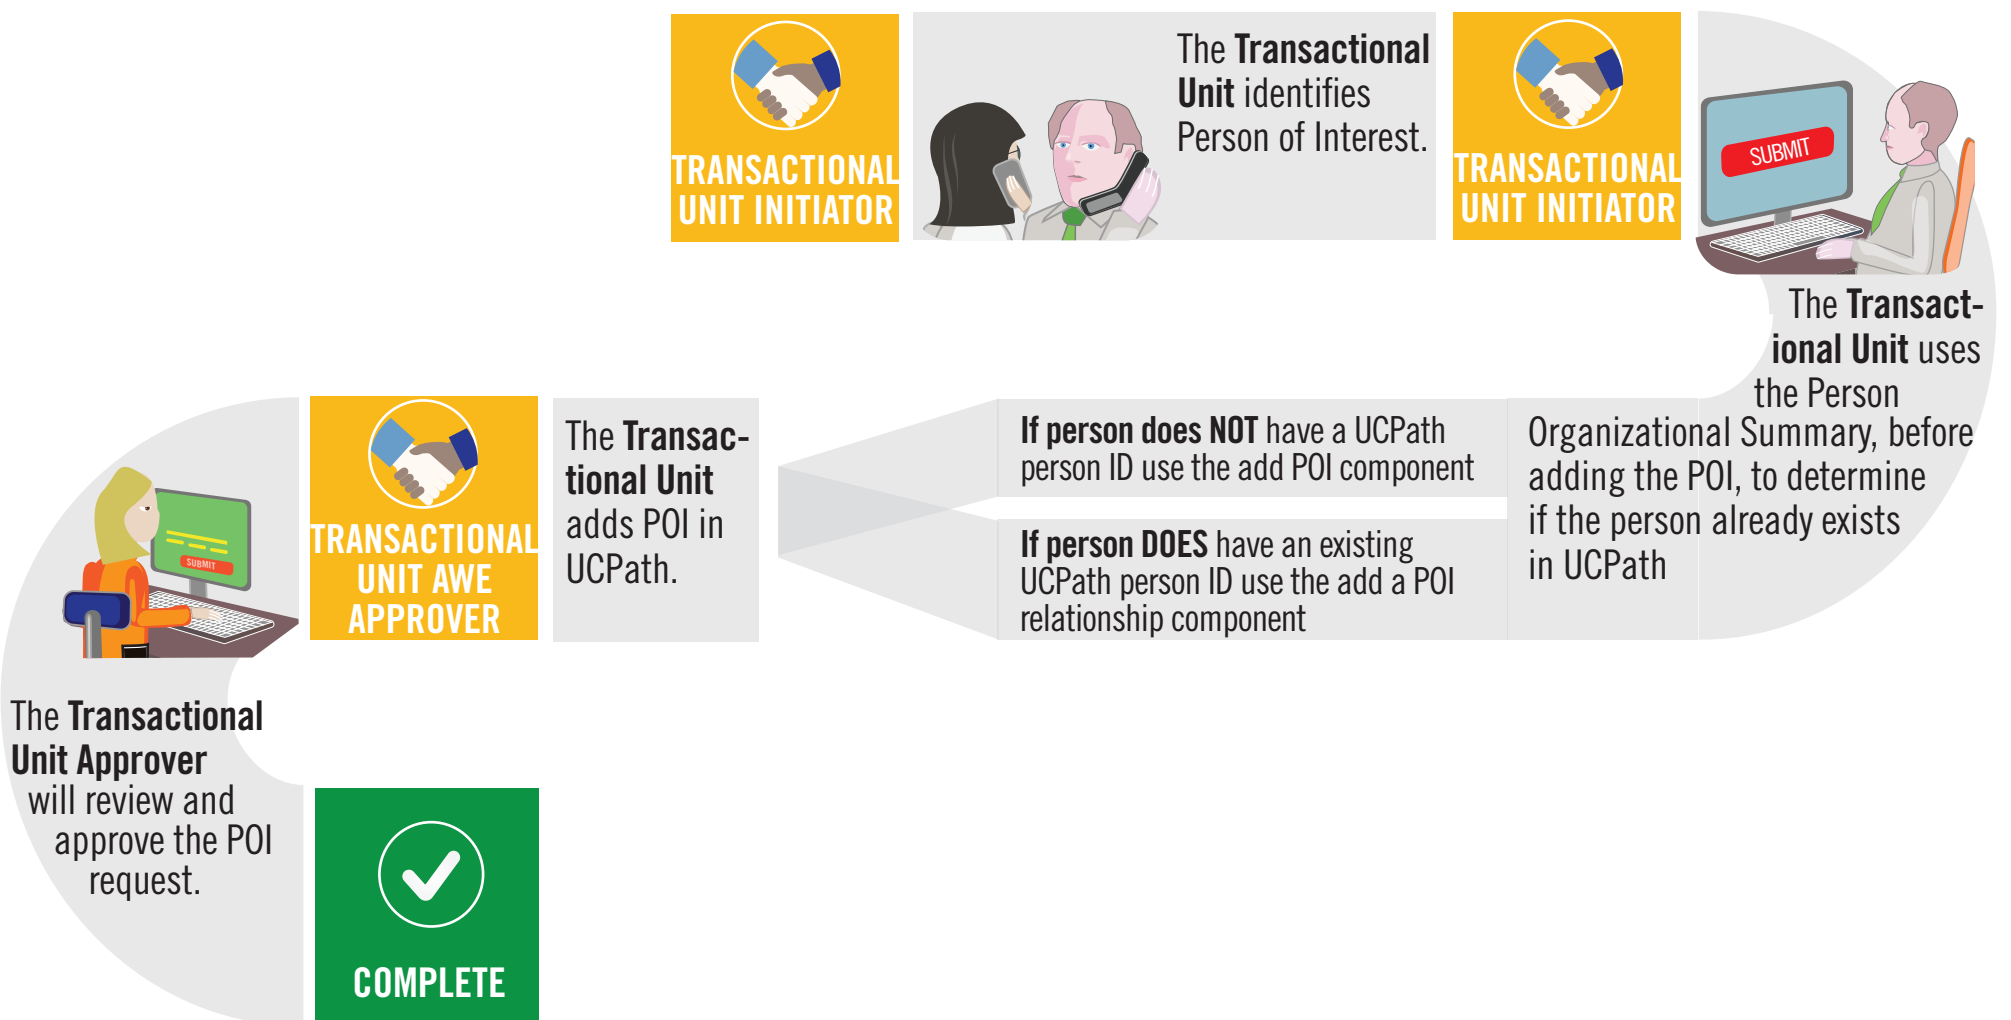 TRANSACTIONAL
UNIT INITIATOR
The Transactional
Unit identifies
Person of Interest.
TRANSACTIONAL
UNIT INITIATOR
SUBMIT
The Transact-
ional Unit uses
the Person
Organizational Summary, before
adding the POI, to determine
if the person already exists
in UCPath
If person does NOT have a UCPath
person ID use the add POI component
If person DOES have an existing
UCPath person ID use the add a POI
relationship component
The Transac-
tional Unit
adds POI in
UCPath.
TRANSACTIONAL
UNIT AWE
APPROVER
SUBMIT
The Transactional
Unit Approver
will review and
approve the POI
request.
COMPLETE